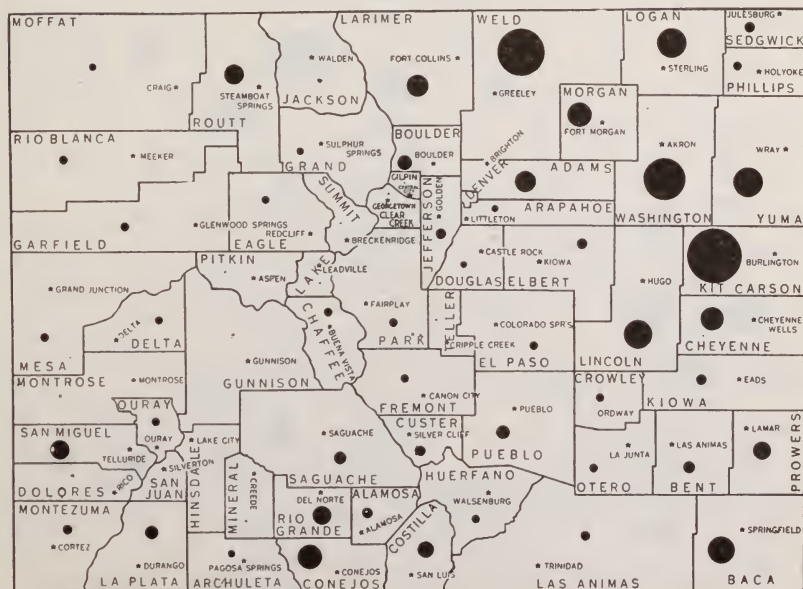 MOFFAT
CRAIG
STEAMBOAT
SPRINGS
ROUTT
WALDEN
JACKSON
LARIMER
FORT COLLINS
WELD
GREELEY
LOGAN
STERLING
JULESBURG
SEDGWICK
HOLYOKE
PHILLIPS
MORGAN
FORT MORGAN
RIO BLANCA
MEEKER
SULPHUR
SPRINGS
GRAND
BOULDER
BOULDER
BRIGHTON
DENVER
ADAMS
AKRON
WASHINGTON
WRAY
YUMA
GILPIN
CENTRAL
CITY
GEORGETOWN
CLEAR
CREEK
JEFFERSON
GOLDEN
LITTLETON
ARAPAHOE
GARFIELD
GLENWOOD SPRINGS
REDCLIFF
EAGLE
SUMMIT
BRECKENRIDGE
PITKIN
ASPEN
LAKE
LEADVILLE
FAIRPLAY
PARK
CASTLE ROCK
DOUGLAS
KIOWA
ELBERT
HUGO
LINCOLN
BURLINGTON
KIT CARSON
GRAND JUNCTION
MESA
DELTA
DELTA
CHAFFEE
BUENA VISTA
TELLER
CRIPPLE CREEK
COLORADO SPRS.
EL PASO
CHEYENNE
WELLS
CHEYENNE
MONTROSE
MONTROSE
GUNNISON
GUNNISON
CANON CITY
FREMONT
CROWLEY
ORDWAY
EADS
KIOWA
OURAY
OURAY
SAN MIGUEL
TELLURIDE
LAKE CITY
HINSDALE
SAGUACHE
SAGUACHE
CUSTER
SILVER CLIFF
PUEBLO
PUEBLO
LA JUNTA
OTERO
LAS ANIMAS
BENT
LAMAR
PROWERS
DOLORES
RICO
SILVERTON
SAN
JUAN
MINERAL
CREEDE
DEL NORTE
RIO
GRANDE
ALAMOSA
ALAMOSA
HUERFANO
WALSENBURG
MONTEZUMA
CORTEZ
DURANGO
LA PLATA
PAGOSA SPRINGS
ARCHULETA
CONEJOS
CONEJOS
COSTILLA
SAN LUIS
TRINIDAD
LAS ANIMAS
SPRINGFIELD
BACA